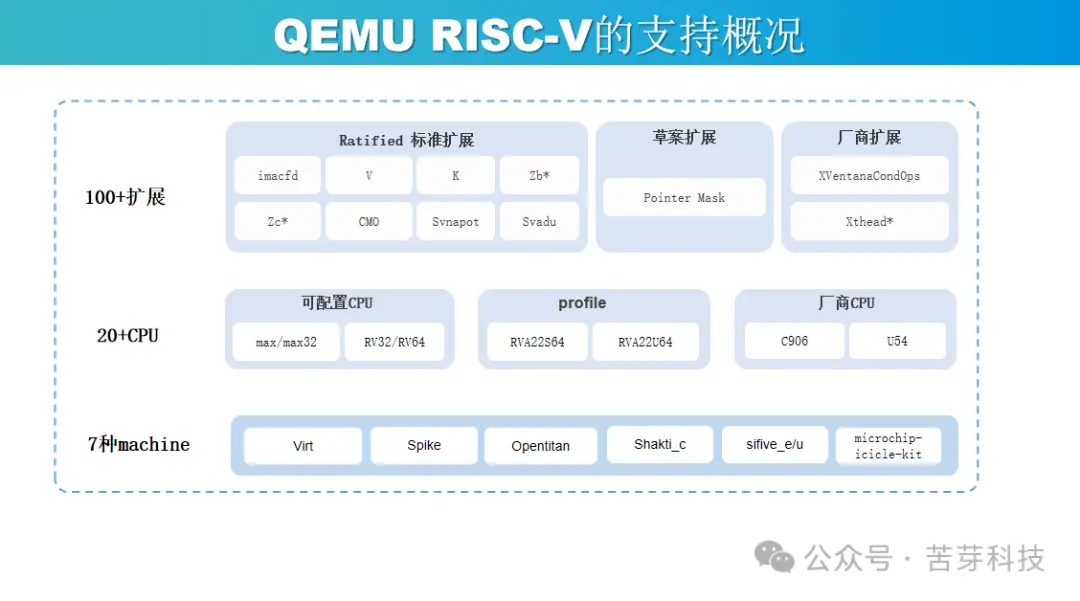 QEMU RISC-V的支持概况
100+扩展
Ratified 标准扩展
imacfd
V
K
Zb*
Zc*
CMO
Svnapot
Svadu
草案扩展
Pointer Mask
厂商扩展
XVentanaCondOps
Xthead*
20+CPU
可配置CPU
max/max32
RV32/RV64
profile
RVA22S64
RVA22U64
厂商CPU
C906
U54
7种machine
Virt
Spike
Opentitan
Shakti_c
sifive_e/u
microchip-
icicle-kit
公众号 · 苦芽科技